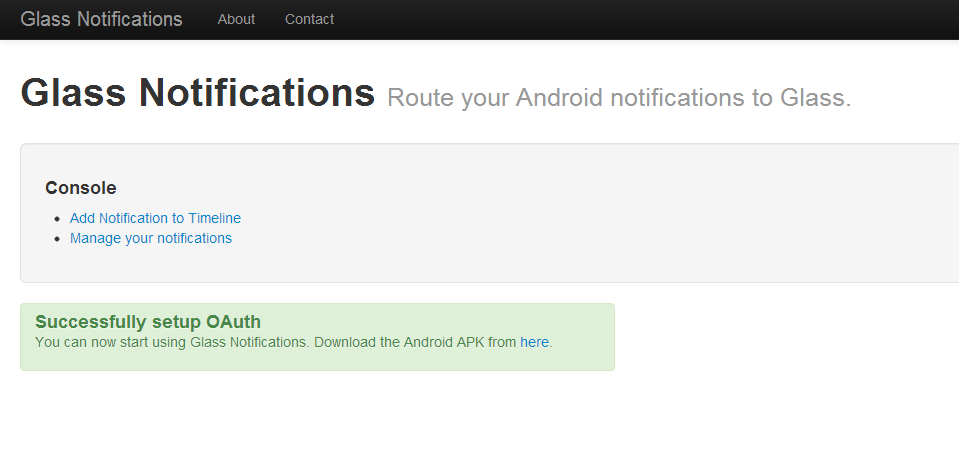 Glass Notifications About Contact
Glass Notifications Route your Android notifications to Glass.
Console
Add Notification to Timeline
Manage your notifications
Successfully setup OAuth
You can now start using Glass Notifications. Download the Android APK from here.